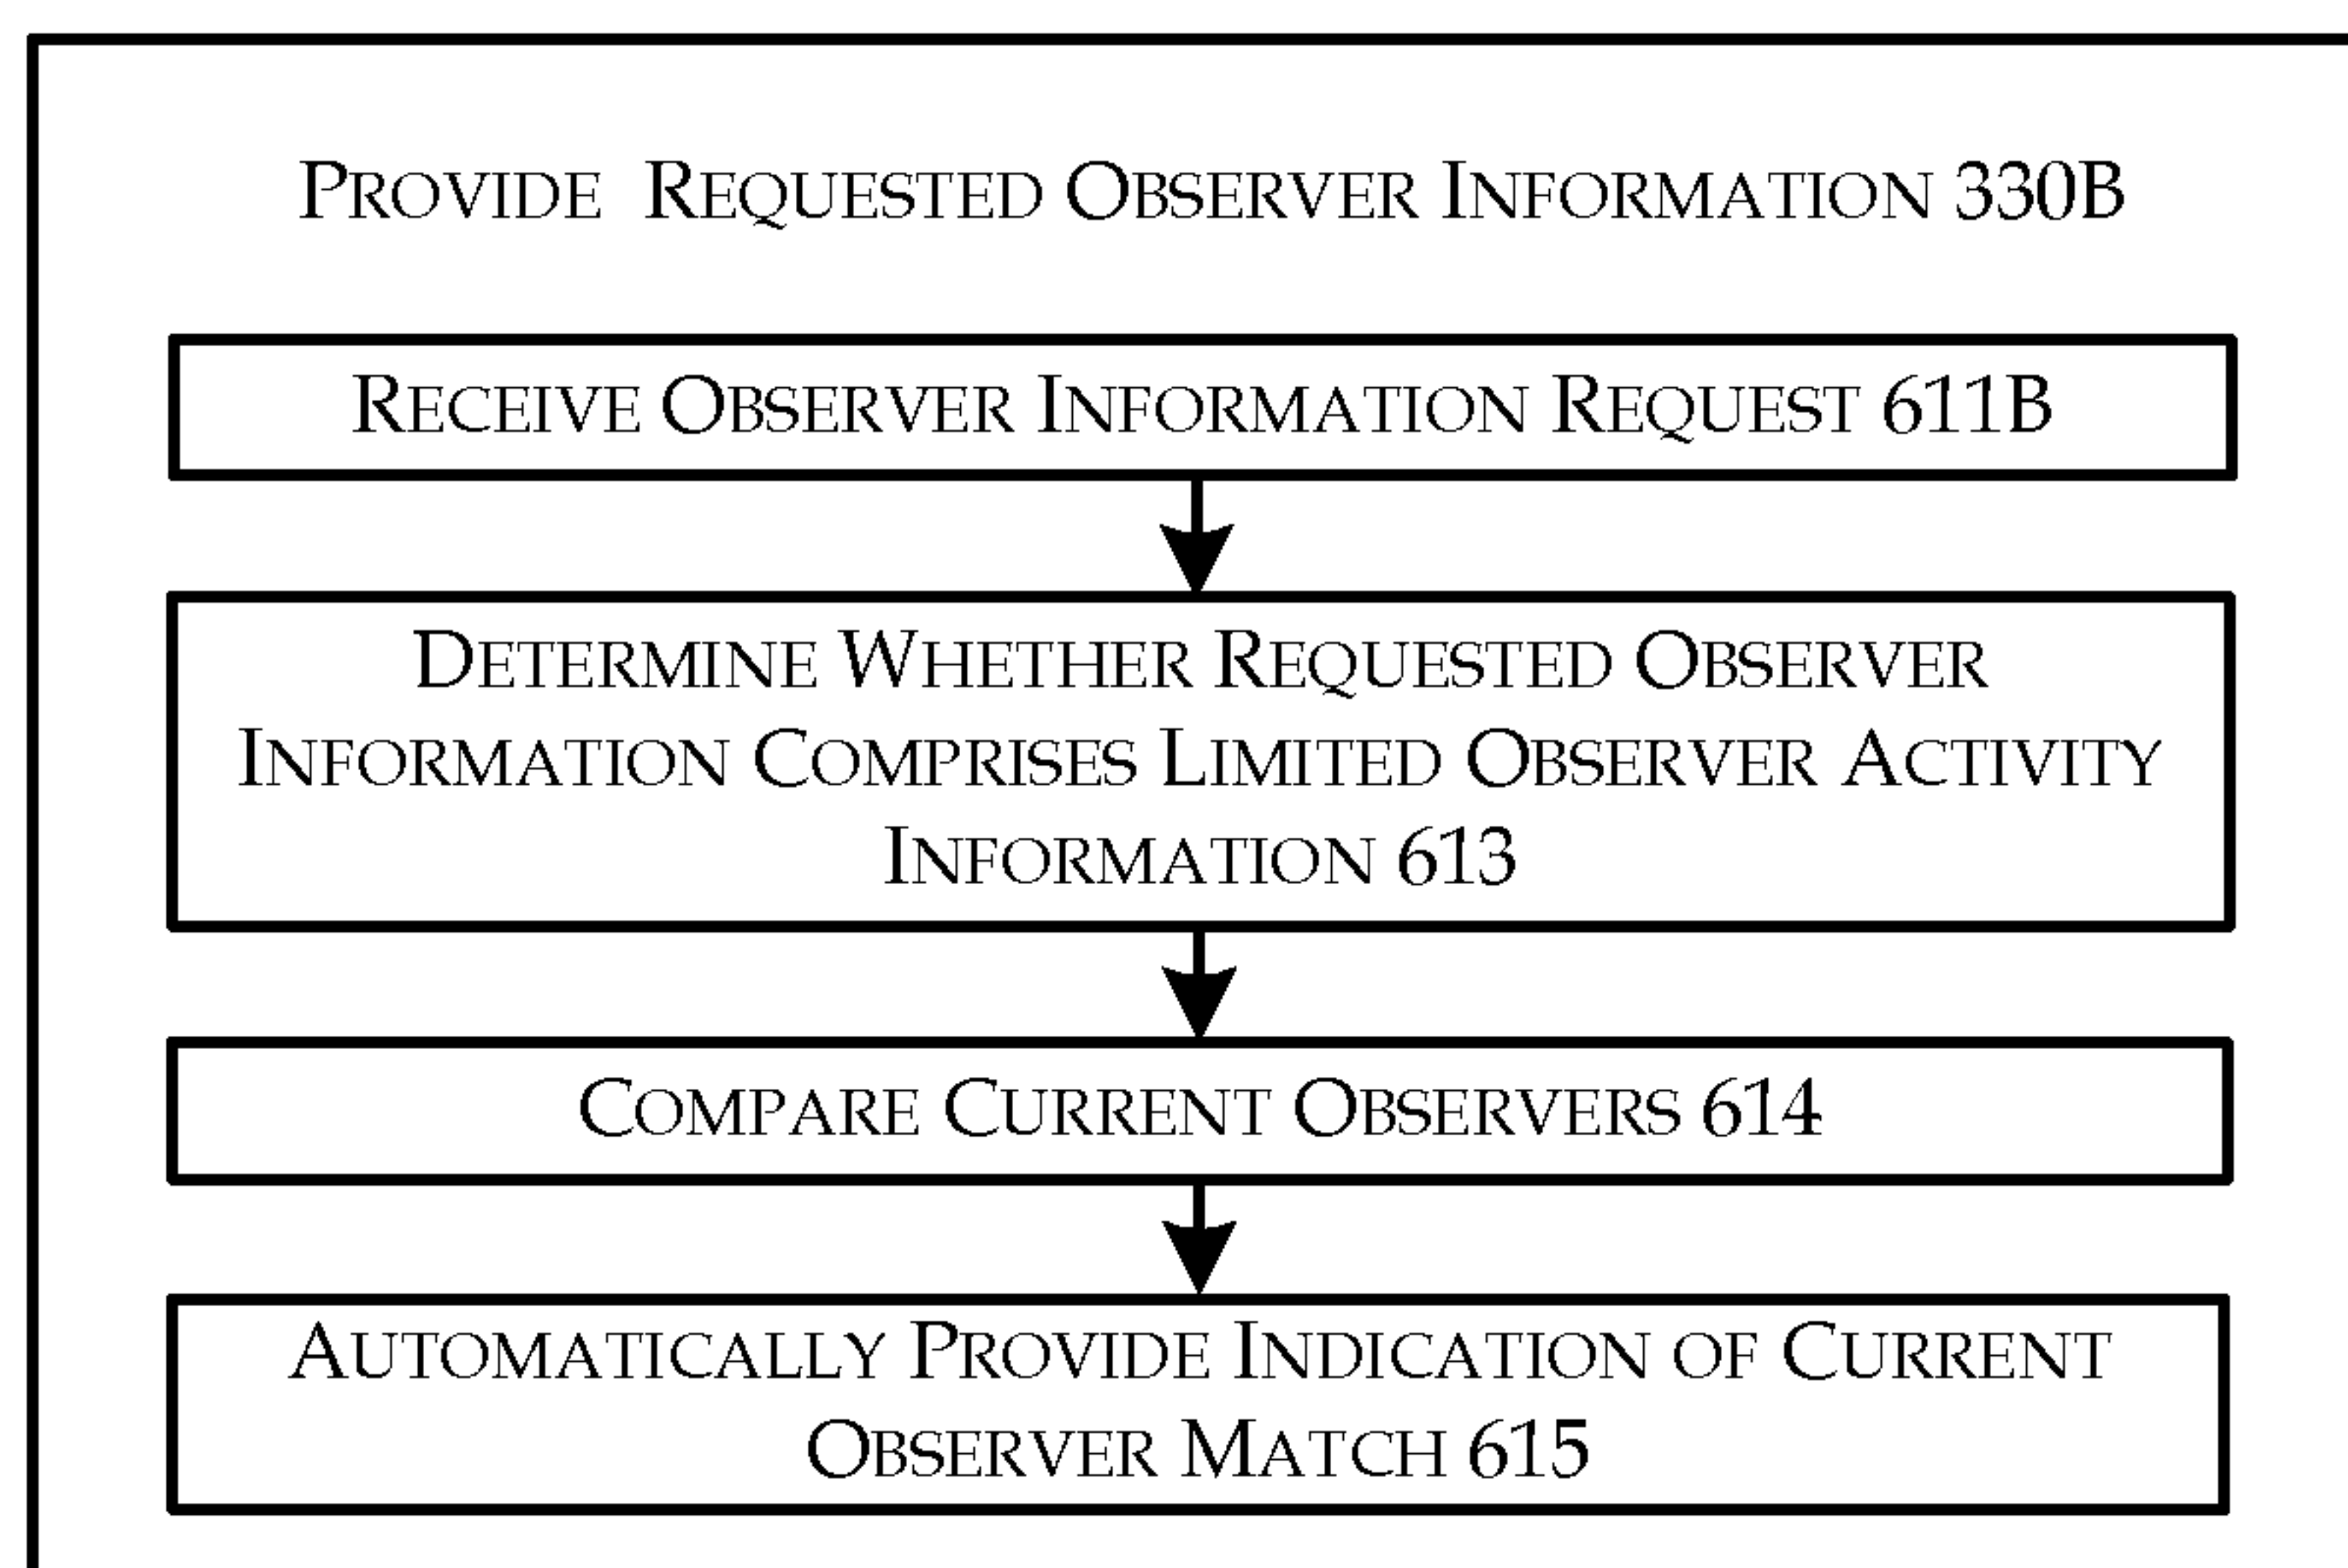 Provide Requested Observer Information 330B
Receive Observer Information Request 611B
Determine Whether Requested Observer
Information Comprises Limited Observer Activity
Information 613
Compare Current Observers 614
Automatically Provide Indication of Current
Observer Match 615